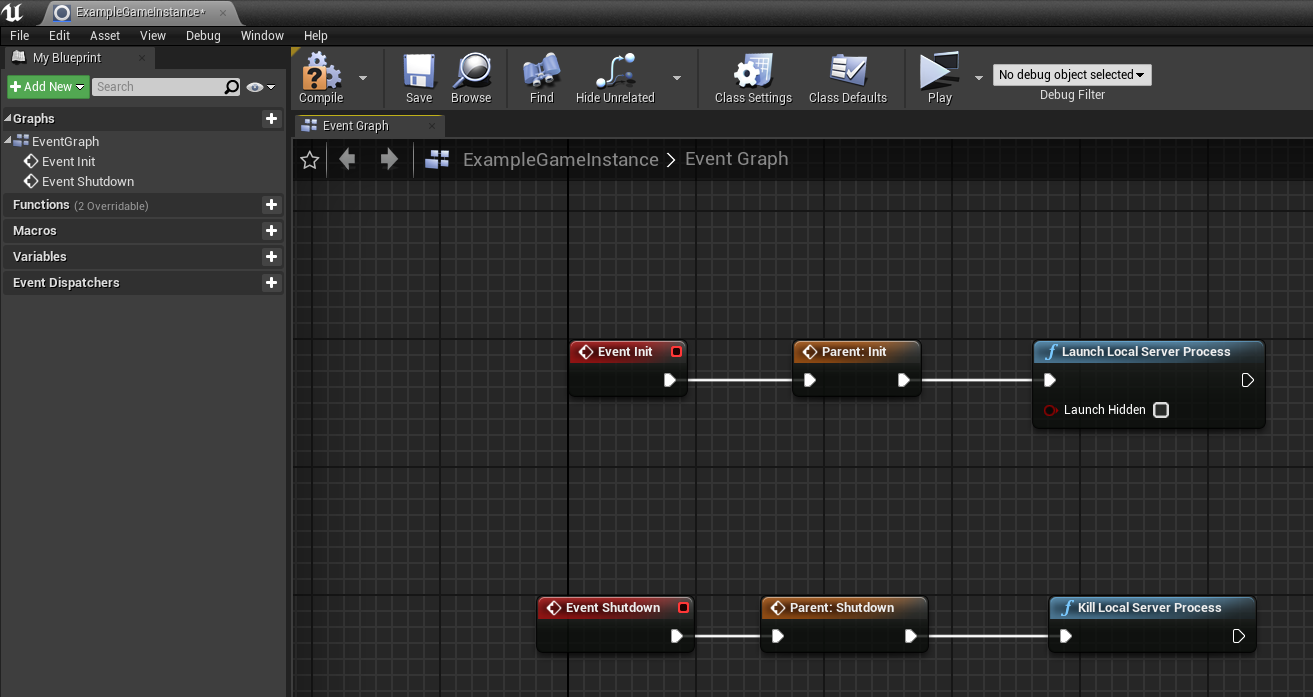 ExampleGameInstance*
File Edit Asset View Debug Window Help
My Blueprint
Add New Search
Graphs
EventGraph
Event Init
Event Shutdown
Functions (2 Overridable)
Macros
Variables
Event Dispatchers
Compile Save Browse Find Hide Unrelated Class Settings Class Defaults Play
No debug object selected
Debug Filter
Event Graph
ExampleGameInstance > Event Graph
Event Init Parent: Init f Launch Local Server Process
Launch Hidden
Event Shutdown Parent: Shutdown f Kill Local Server Process